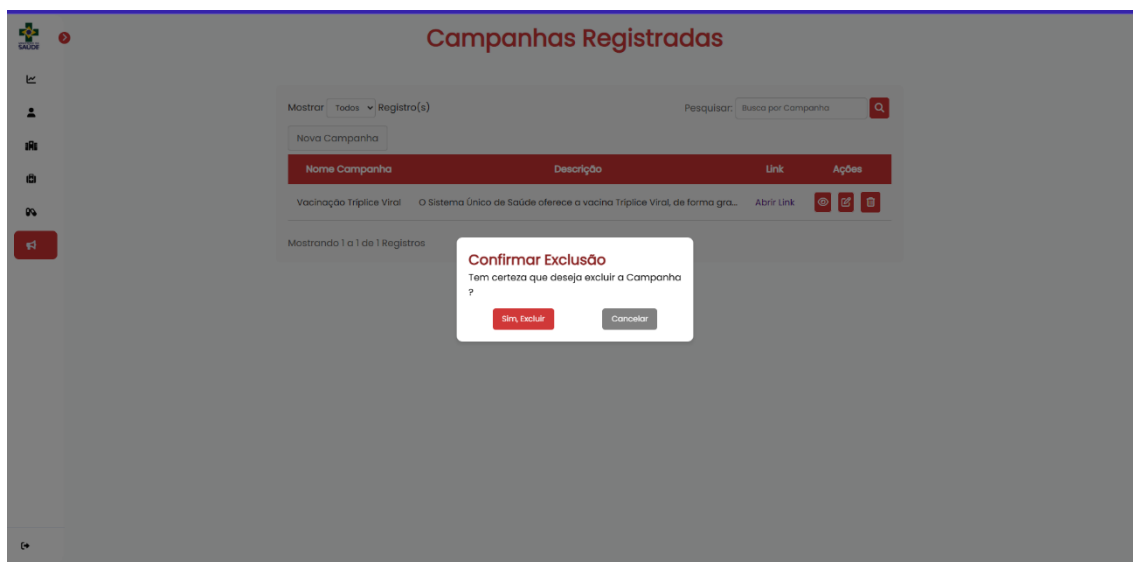 SAÚDE
Campanhas Registradas
Mostrar Todos Registro(s)
Pesquisar: Busca por Campanha
Nova Campanha
Nome Campanha Descrição Link Ações
Vacinação Tríplice Viral O Sistema Único de Saúde oferece a vacina Tríplice Viral, de forma gra... Abrir Link
Mostrando 1 a 1 de 1 Registros
Confirmar Exclusão
Tem certeza que deseja excluir a Campanha
?
Sim, Excluir Cancelar